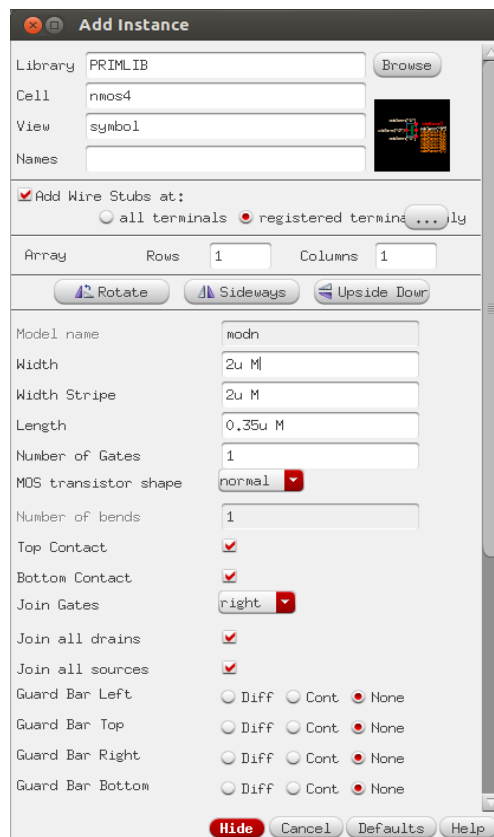 Add Instance
Library PRIMLIB Browse
Cell nmos4
View symbol
Names
Add Wire Stubs at:
all terminals registered termina ... ly
Array Rows 1 Columns 1
Rotate Sideways Upside Down
Model name modn
Width 2u M
Width Stripe 2u M
Length 0.35u M
Number of Gates 1
MOS transistor shape normal
Number of bends 1
Top Contact
Bottom Contact
Join Gates right
Join all drains
Join all sources
Guard Bar Left Diff Cont None
Guard Bar Top Diff Cont None
Guard Bar Right Diff Cont None
Guard Bar Bottom Diff Cont None
Hide Cancel Defaults Help